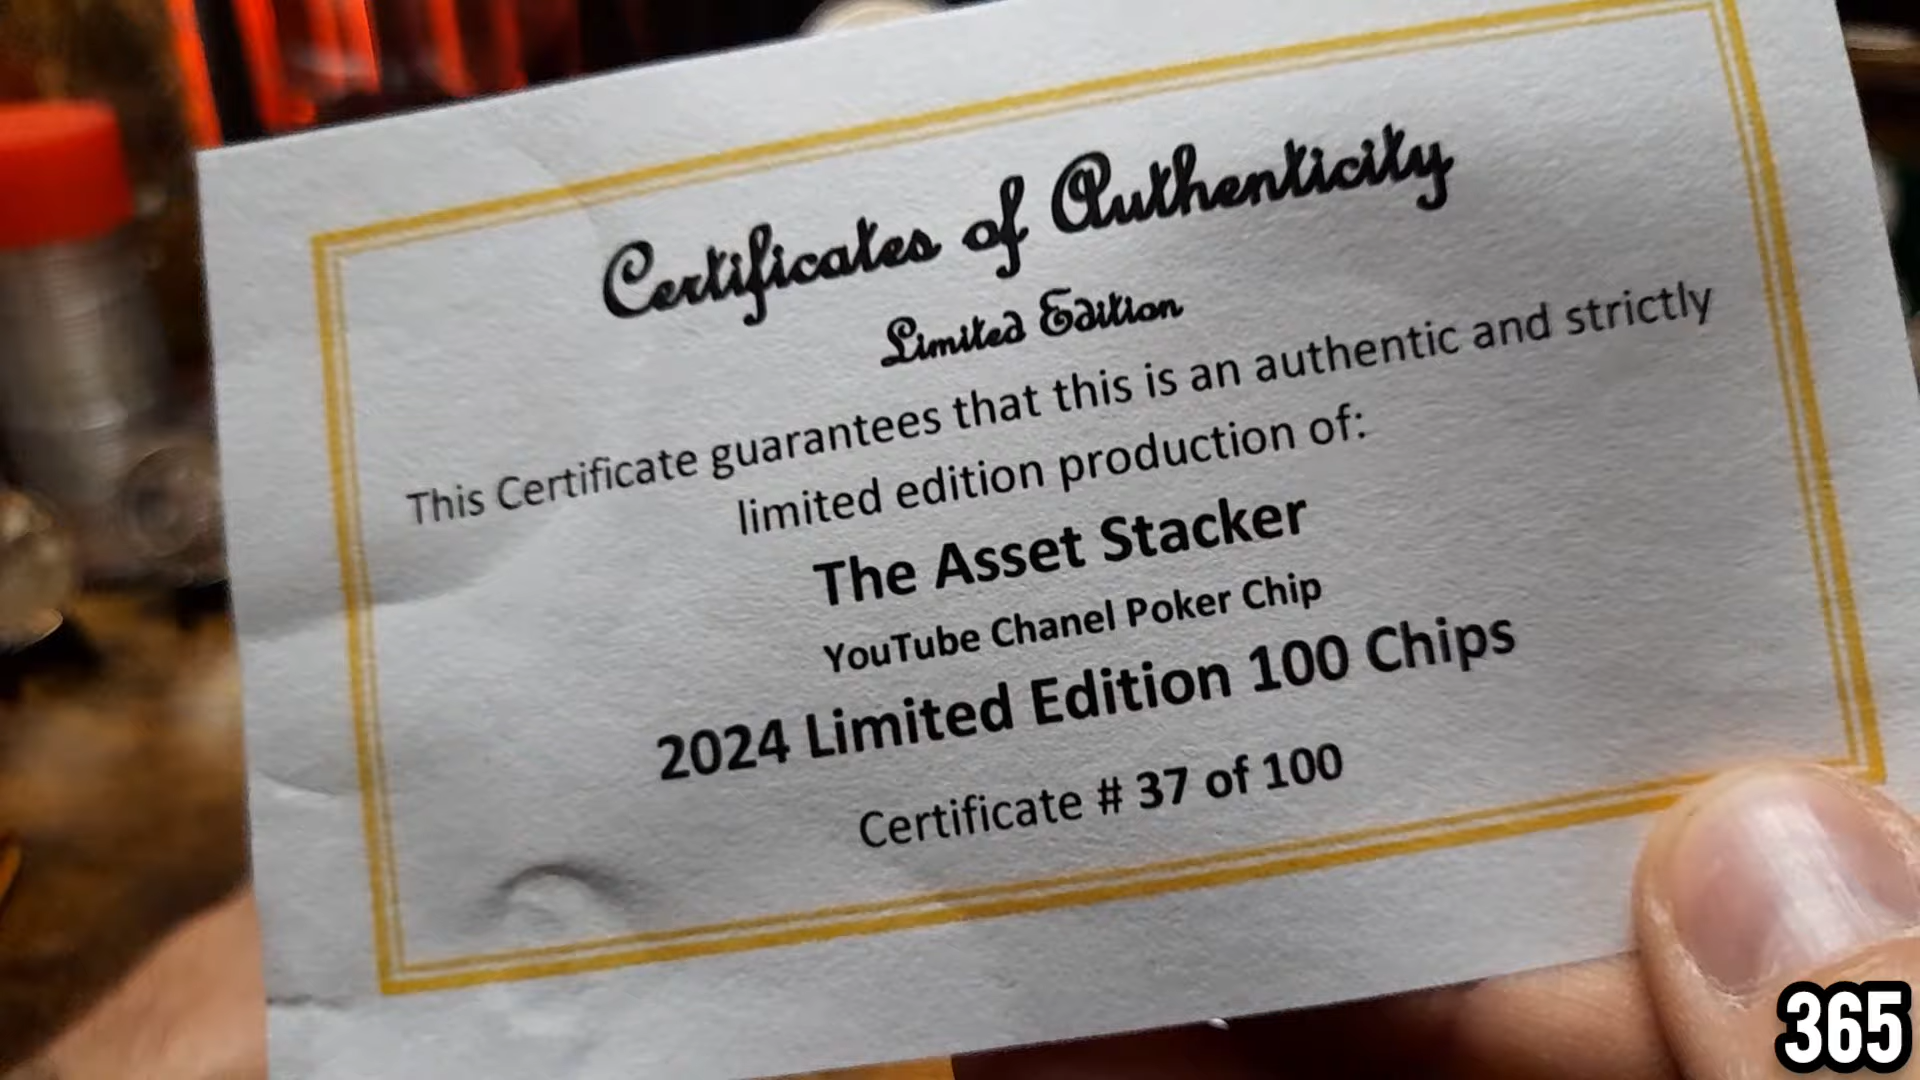 Certificates of Authenticity
Limited Edition
This Certificate guarantees that this is an authentic and strictly
limited edition production of:
The Asset Stacker
YouTube Chanel Poker Chip
2024 Limited Edition 100 Chips
Certificate # 37 of 100
365